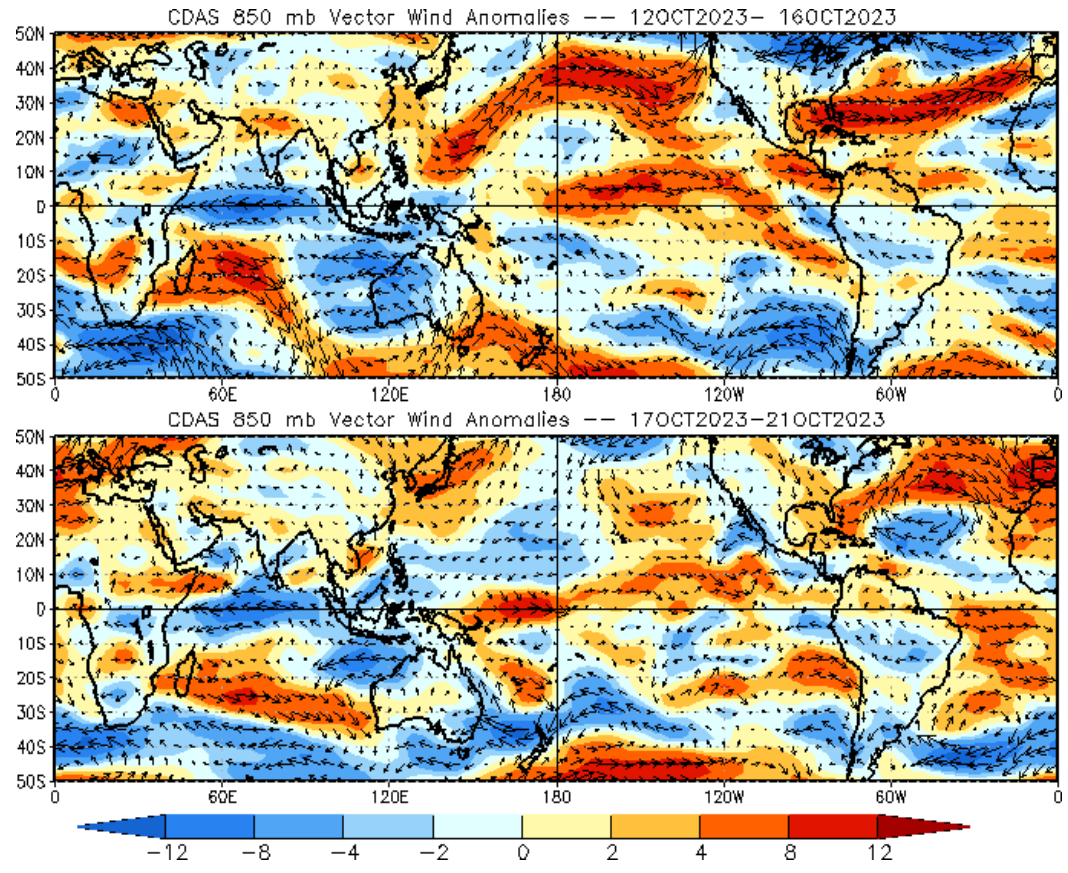 CDAS 850 mb Vector Wind Anomalies –– 12OCT2023– 16OCT2023
50N
40N
30N
20N
10N
0
10S
20S
30S
40S
50S
0 60E 120E 180 120W 60W 0
CDAS 850 mb Vector Wind Anomalies –– 17OCT2023–21OCT2023
50N
40N
30N
20N
10N
0
10S
20S
30S
40S
50S
0 60E 120E 180 120W 60W 0
–12 –8 –4 –2 0 2 4 8 12